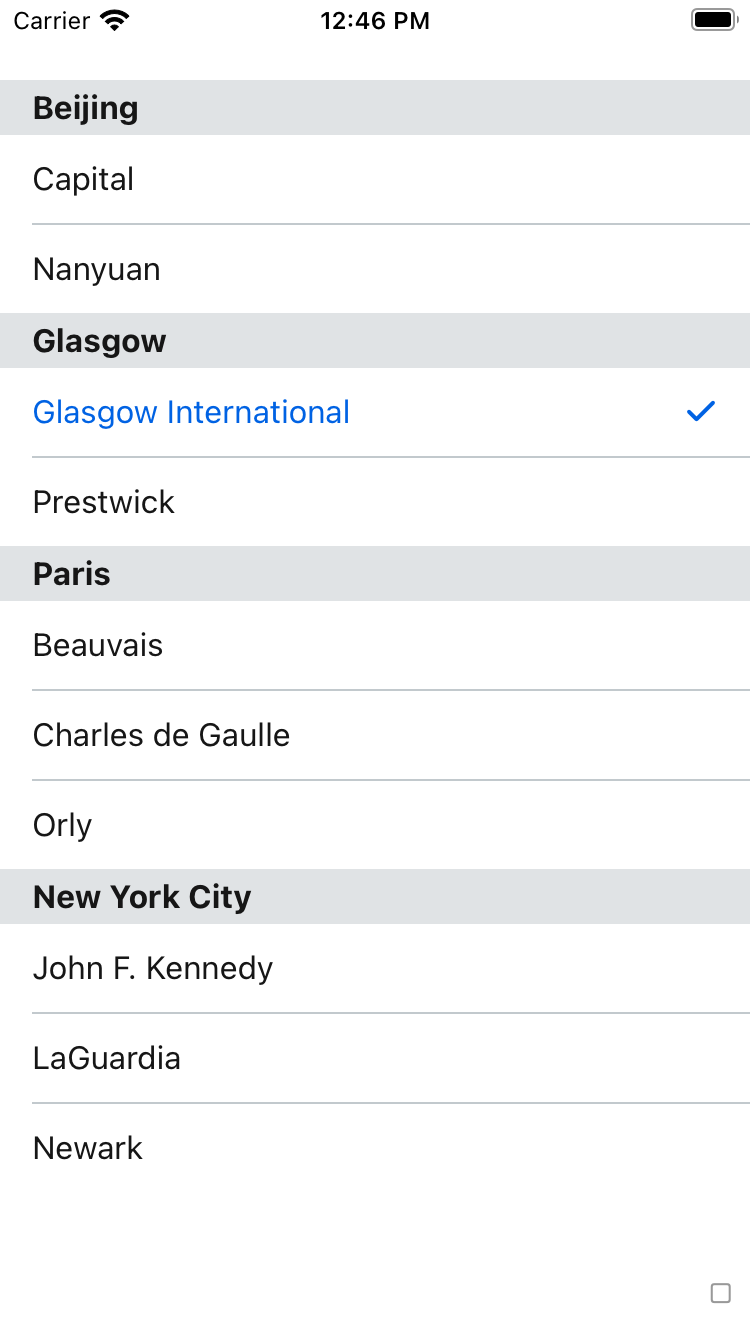 Carrier 12:46 PM
Beijing
Capital
Nanyuan
Glasgow
Glasgow International
Prestwick
Paris
Beauvais
Charles de Gaulle
Orly
New York City
John F. Kennedy
LaGuardia
Newark